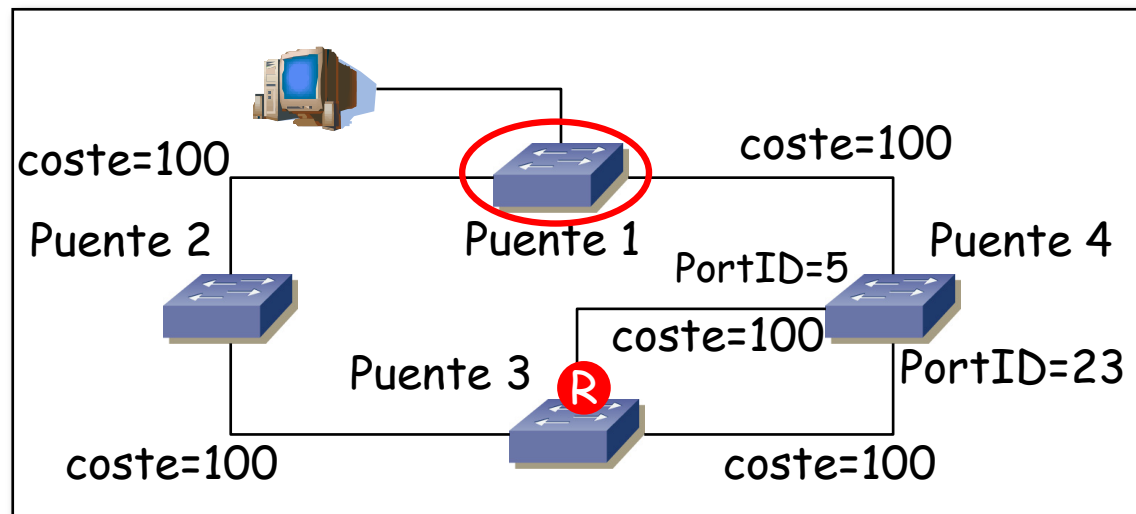 coste=100
coste=100
Puente 2
Puente 1
Puente 4
PortID=5
coste=100
Puente 3
R
PortID=23
coste=100
coste=100